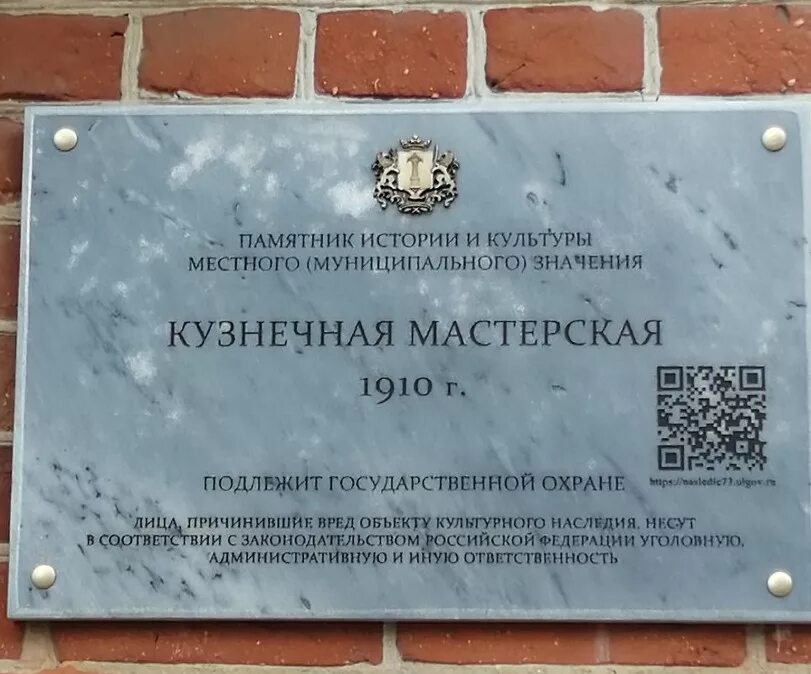 ПАМЯТНИК ИСТОРИИ И КУЛЬТУРЫ
МЕСТНОГО (МУНИЦИПАЛЬНОГО) ЗНАЧЕНИЯ
КУЗНЕЧНАЯ МАСТЕРСКАЯ
1910 г.
https://nasledie73.ulgov.ru
ПОДЛЕЖИТ ГОСУДАРСТВЕННОЙ ОХРАНЕ
ЛИЦА, ПРИЧИНИВШИЕ ВРЕД ОБЪЕКТУ КУЛЬТУРНОГО НАСЛЕДИЯ, НЕСУТ
В СООТВЕТСТВИИ С ЗАКОНОДАТЕЛЬСТВОМ РОССИЙСКОЙ ФЕДЕРАЦИИ УГОЛОВНУЮ,
АДМИНИСТРАТИВНУЮ И ИНУЮ ОТВЕТСТВЕННОСТЬ